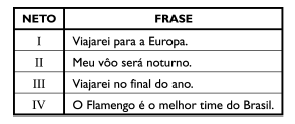 NETO FRASE
I Viajarei para a Europa.
II Meu vôo será noturno.
III Viajarei no final do ano.
IV O Flamengo é o melhor time do Brasil.